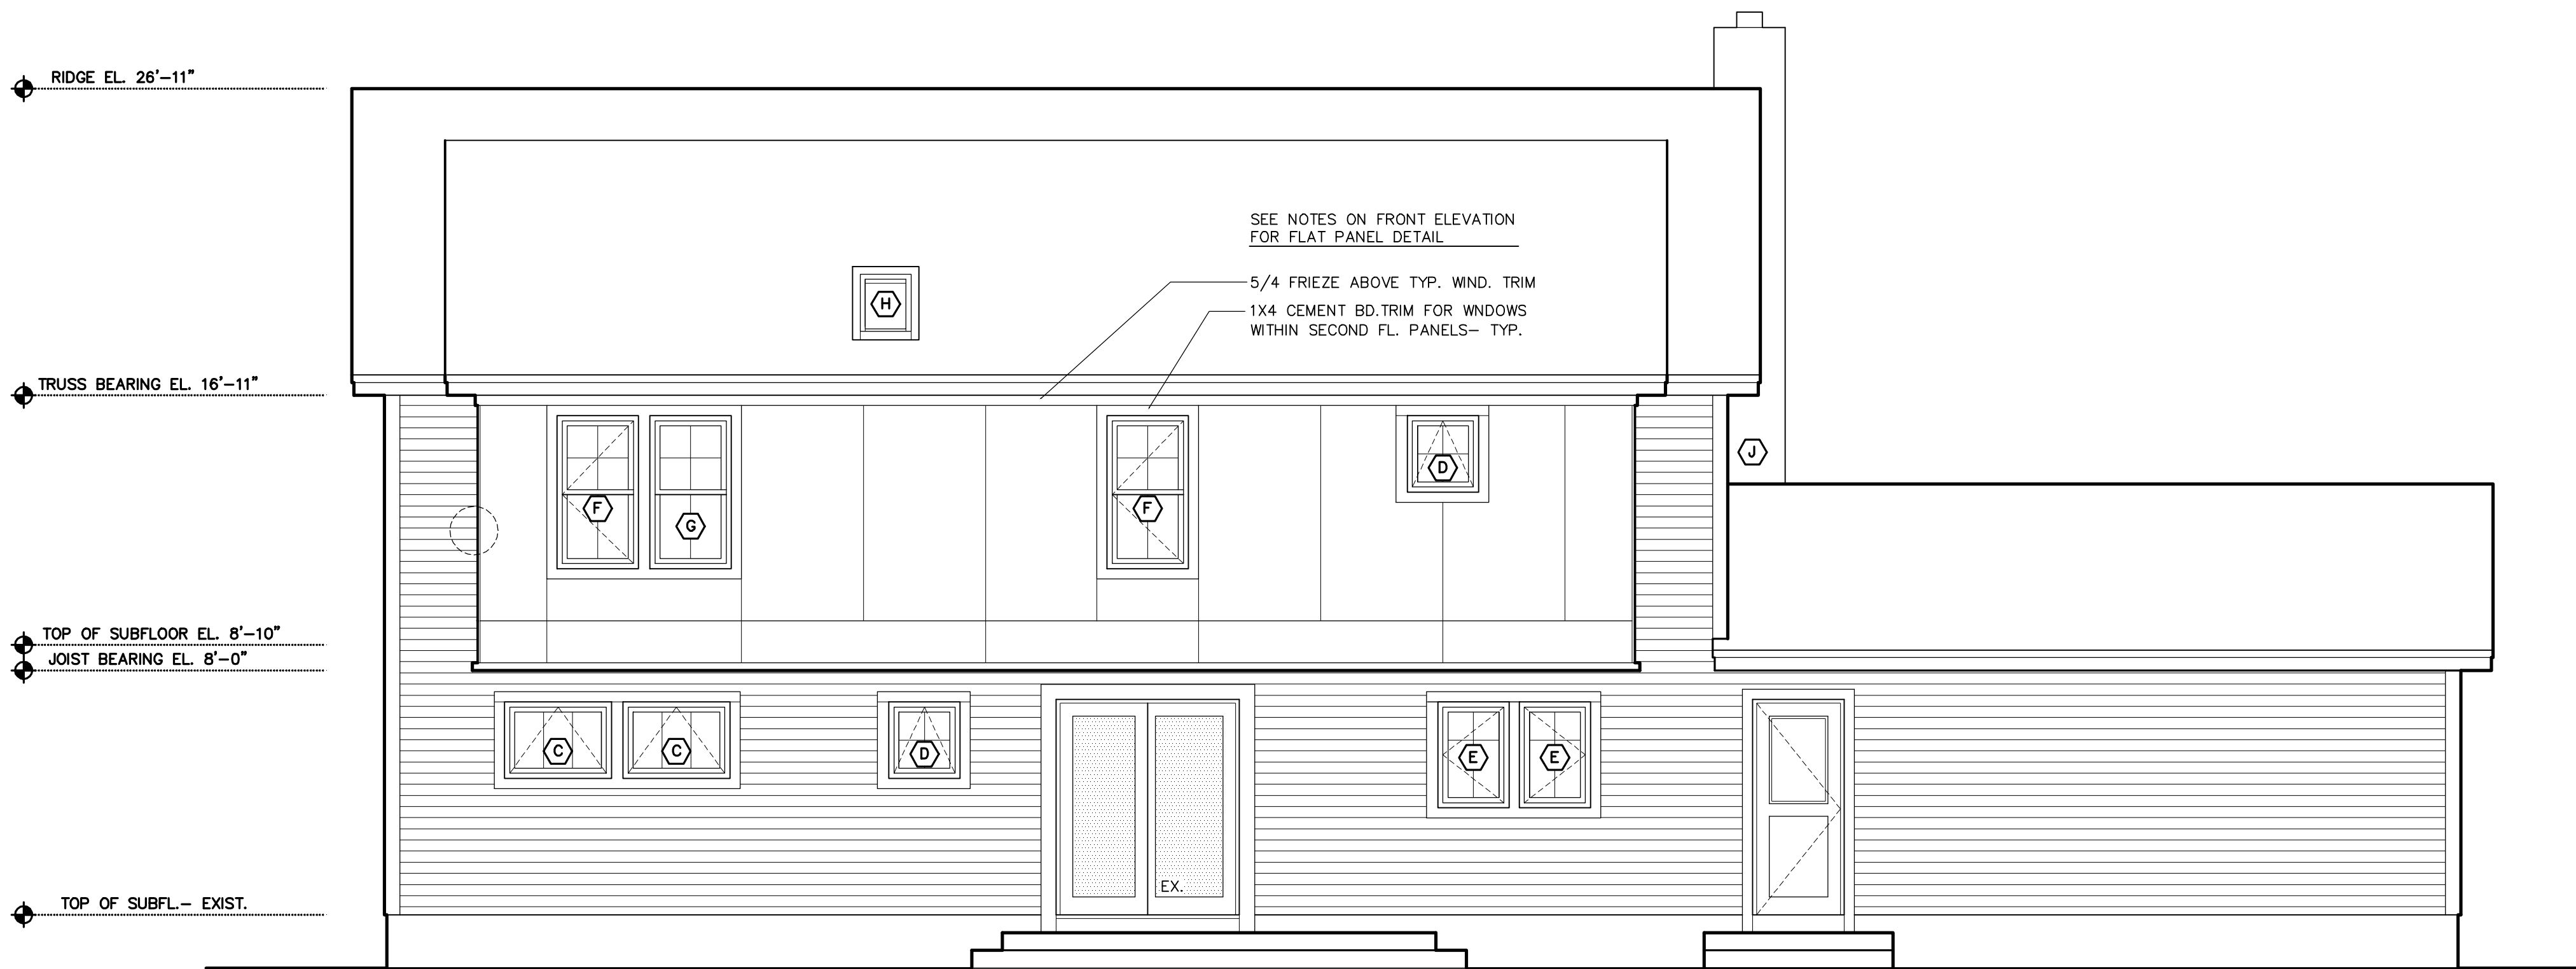 RIDGE EL. 26'-11"
SEE NOTES ON FRONT ELEVATION
FOR FLAT PANEL DETAIL
5/4 FRIEZE ABOVE TYP. WIND. TRIM
H
1X4 CEMENT BD.TRIM FOR WNDOWS
WITHIN SECOND FL. PANELS- TYP.
TRUSS BEARING EL. 16'-11"
J
D
F
F
G
TOP OF SUBFLOOR EL. 8'-10"
JOIST BEARING EL. 8'-0"
C
C
D
E
E
EX.
TOP OF SUBFL.- EXIST.